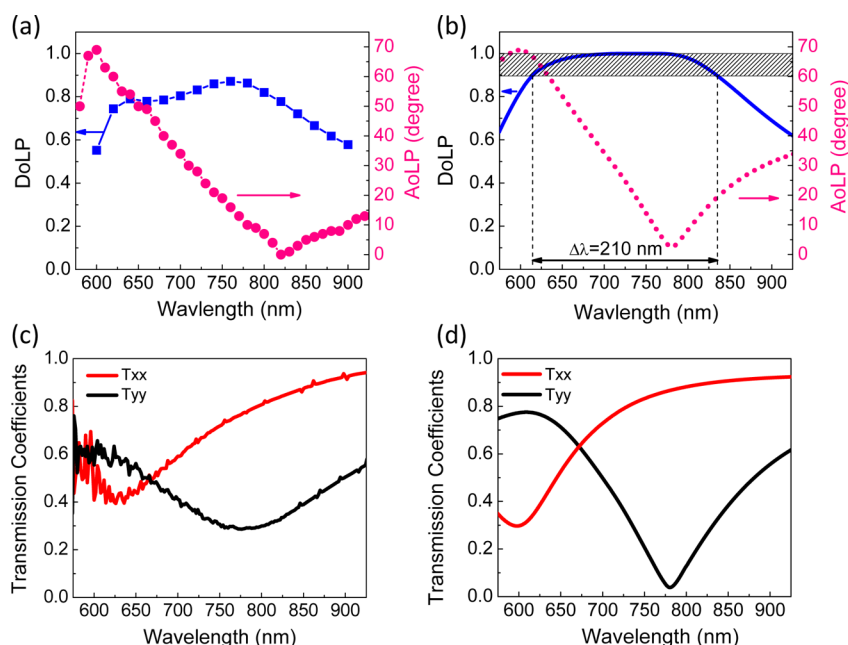 (a)
1.0
0.8
0.6
0.4
0.2
0.0
DoLP
70
60
50
40
30
20
10
0
AoLP (degree)
600 650 700 750 800 850 900
Wavelength (nm)
(b)
1.0
0.8
0.6
0.4
0.2
0.0
DoLP
Δλ=210 nm
70
60
50
40
30
20
10
0
AoLP (degree)
600 650 700 750 800 850 900
Wavelength (nm)
(c)
1.0
0.8
0.6
0.4
0.2
0.0
Transmission Coefficients
Txx
Tyy
600 650 700 750 800 850 900
Wavelength (nm)
(d)
1.0
0.8
0.6
0.4
0.2
0.0
Transmission Coefficients
Txx
Tyy
600 650 700 750 800 850 900
Wavelength (nm)